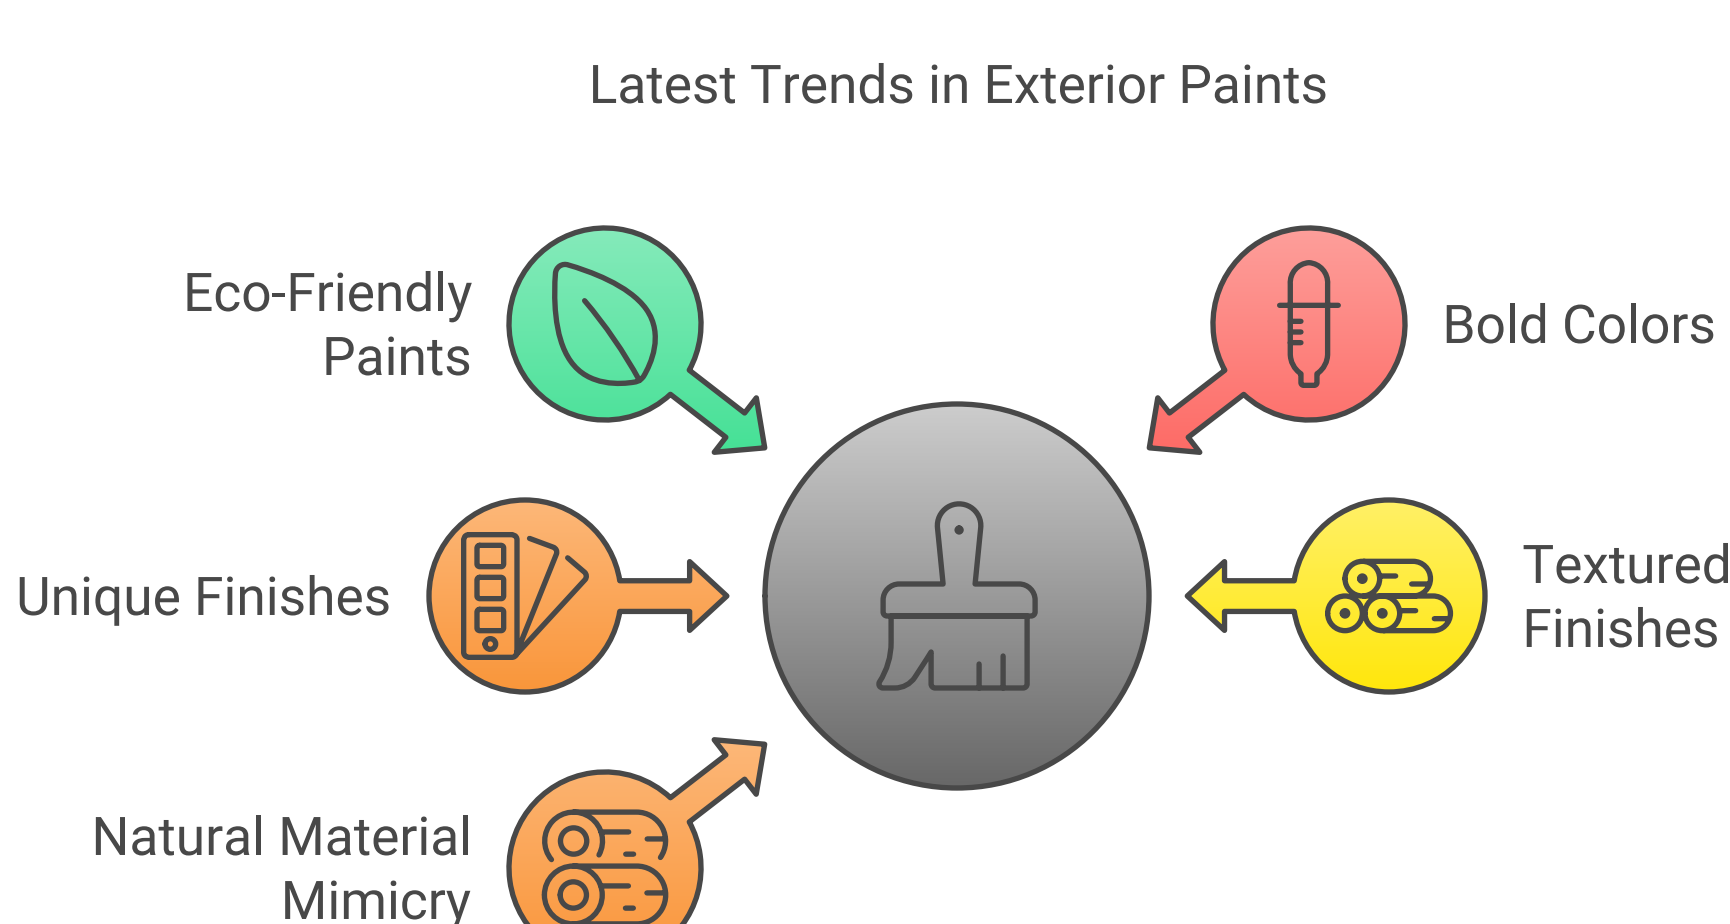 Latest Trends in Exterior Paints
Eco-Friendly
Paints
Bold Colors
Unique Finishes
Textured
Finishes
Natural Material
Mimicry